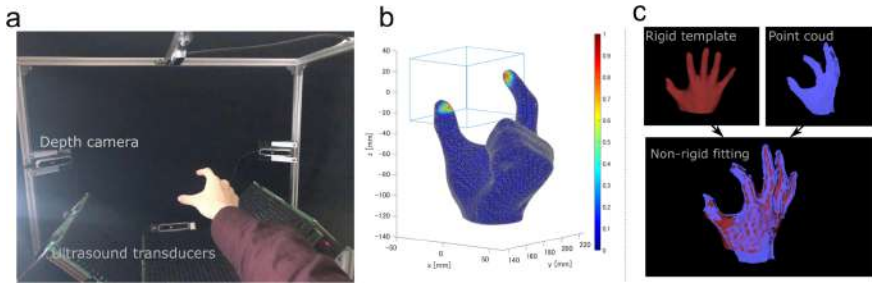 a
Depth camera
Ultrasound transducers
b
40
20
0
-20
-40
-60
-80
-100
-120
-140
z [mm]
-50
0
50
x [mm]
140
160
180
200
220
y [mm]
1
0.9
0.8
0.7
0.6
0.5
0.4
0.3
0.2
0.1
0
c
Rigid template
Point coud
Non-rigid fitting